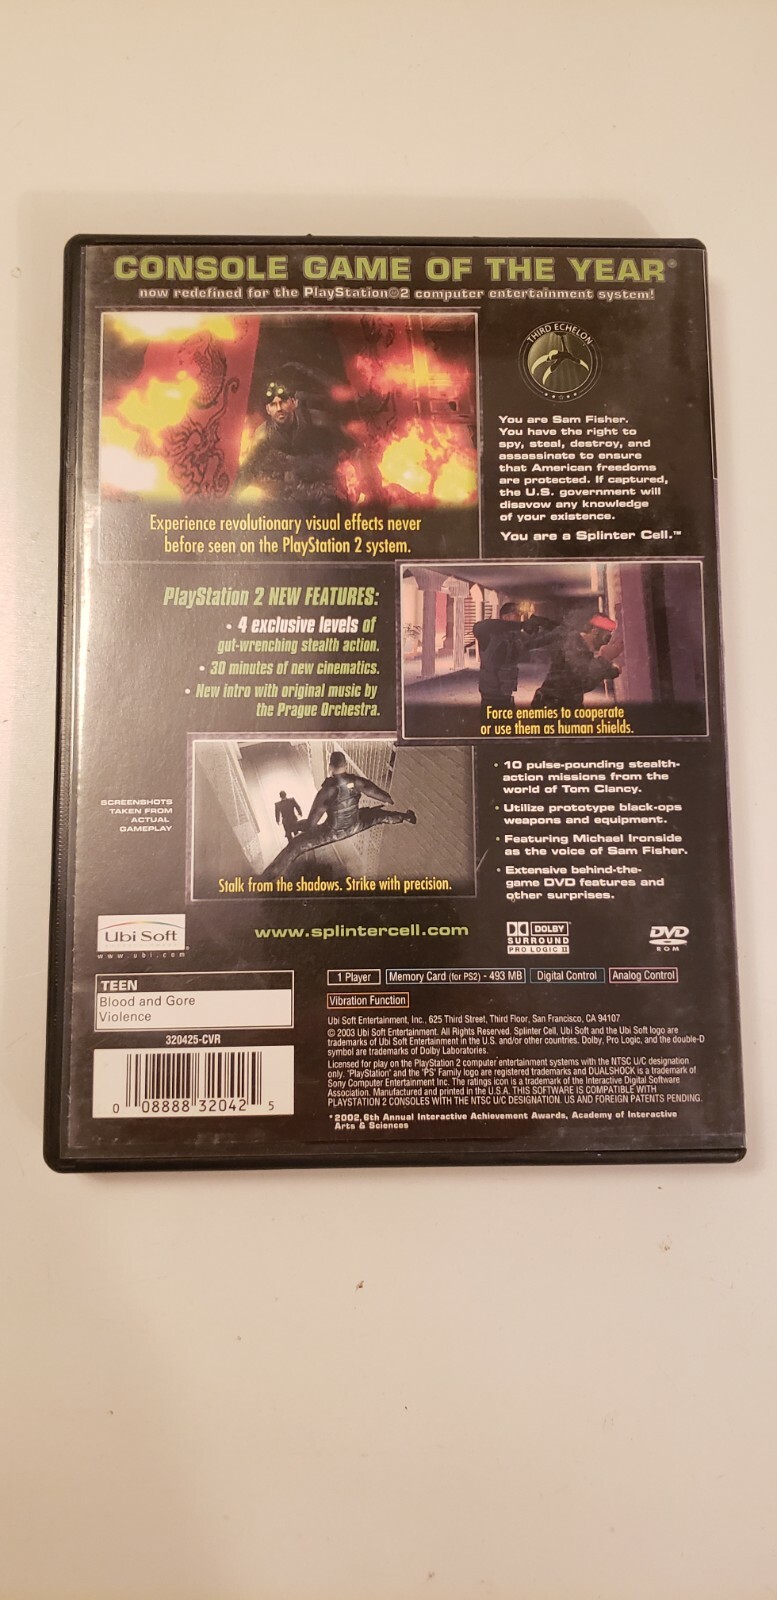 CONSOLE GAME OF THE YEAR*
now redefined for the PlayStation®2 computer entertainment system!
THIRD ECHELON
You are Sam Fisher.
You have the right to
spy, steal, destroy, and
assassinate to ensure
that American freedoms
are protected. If captured,
the U.S. government will
disavow any knowledge
of your existence.
You are a Splinter Cell.™
Experience revolutionary visual effects never
before seen on the PlayStation 2 system.
PlayStation 2 NEW FEATURES:
• 4 exclusive levels of
gut-wrenching stealth action.
• 30 minutes of new cinematics.
• New intro with original music by
the Prague Orchestra.
Force enemies to cooperate
or use them as human shields.
SCREENSHOTS
TAKEN FROM
ACTUAL
GAMEPLAY
Stalk from the shadows. Strike with precision.
• 10 pulse-pounding stealth-
action missions from the
world of Tom Clancy.
• Utilize prototype black-ops
weapons and equipment.
• Featuring Michael Ironside
as the voice of Sam Fisher.
• Extensive behind-the-
game DVD features and
other surprises.
Ubi Soft
www.ubi.com
www.splintercell.com
DOLBY
SURROUND
PRO LOGIC II
DVD
ROM
TEEN
Blood and Gore
Violence
320425-CVR
0 08888 32042 5
1 Player
Memory Card (for PS2) - 493 MB
Digital Control
Analog Control
Vibration Function
Ubi Soft Entertainment, Inc., 625 Third Street, Third Floor, San Francisco, CA 94107
© 2003 Ubi Soft Entertainment. All Rights Reserved. Splinter Cell, Ubi Soft and the Ubi Soft logo are
trademarks of Ubi Soft Entertainment in the U.S. and/or other countries. Dolby, Pro Logic, and the double-D
symbol are trademarks of Dolby Laboratories.
Licensed for play on the PlayStation 2 computer entertainment systems with the NTSC U/C designation
only. "PlayStation" and the "PS" Family logo are registered trademarks and DUALSHOCK is a trademark of
Sony Computer Entertainment Inc. The ratings icon is a trademark of the Interactive Digital Software
Association. Manufactured and printed in the U.S.A. THIS SOFTWARE IS COMPATIBLE WITH
PLAYSTATION 2 CONSOLES WITH THE NTSC U/C DESIGNATION. US AND FOREIGN PATENTS PENDING.
*2002, 6th Annual Interactive Achievement Awards, Academy of Interactive
Arts & Sciences